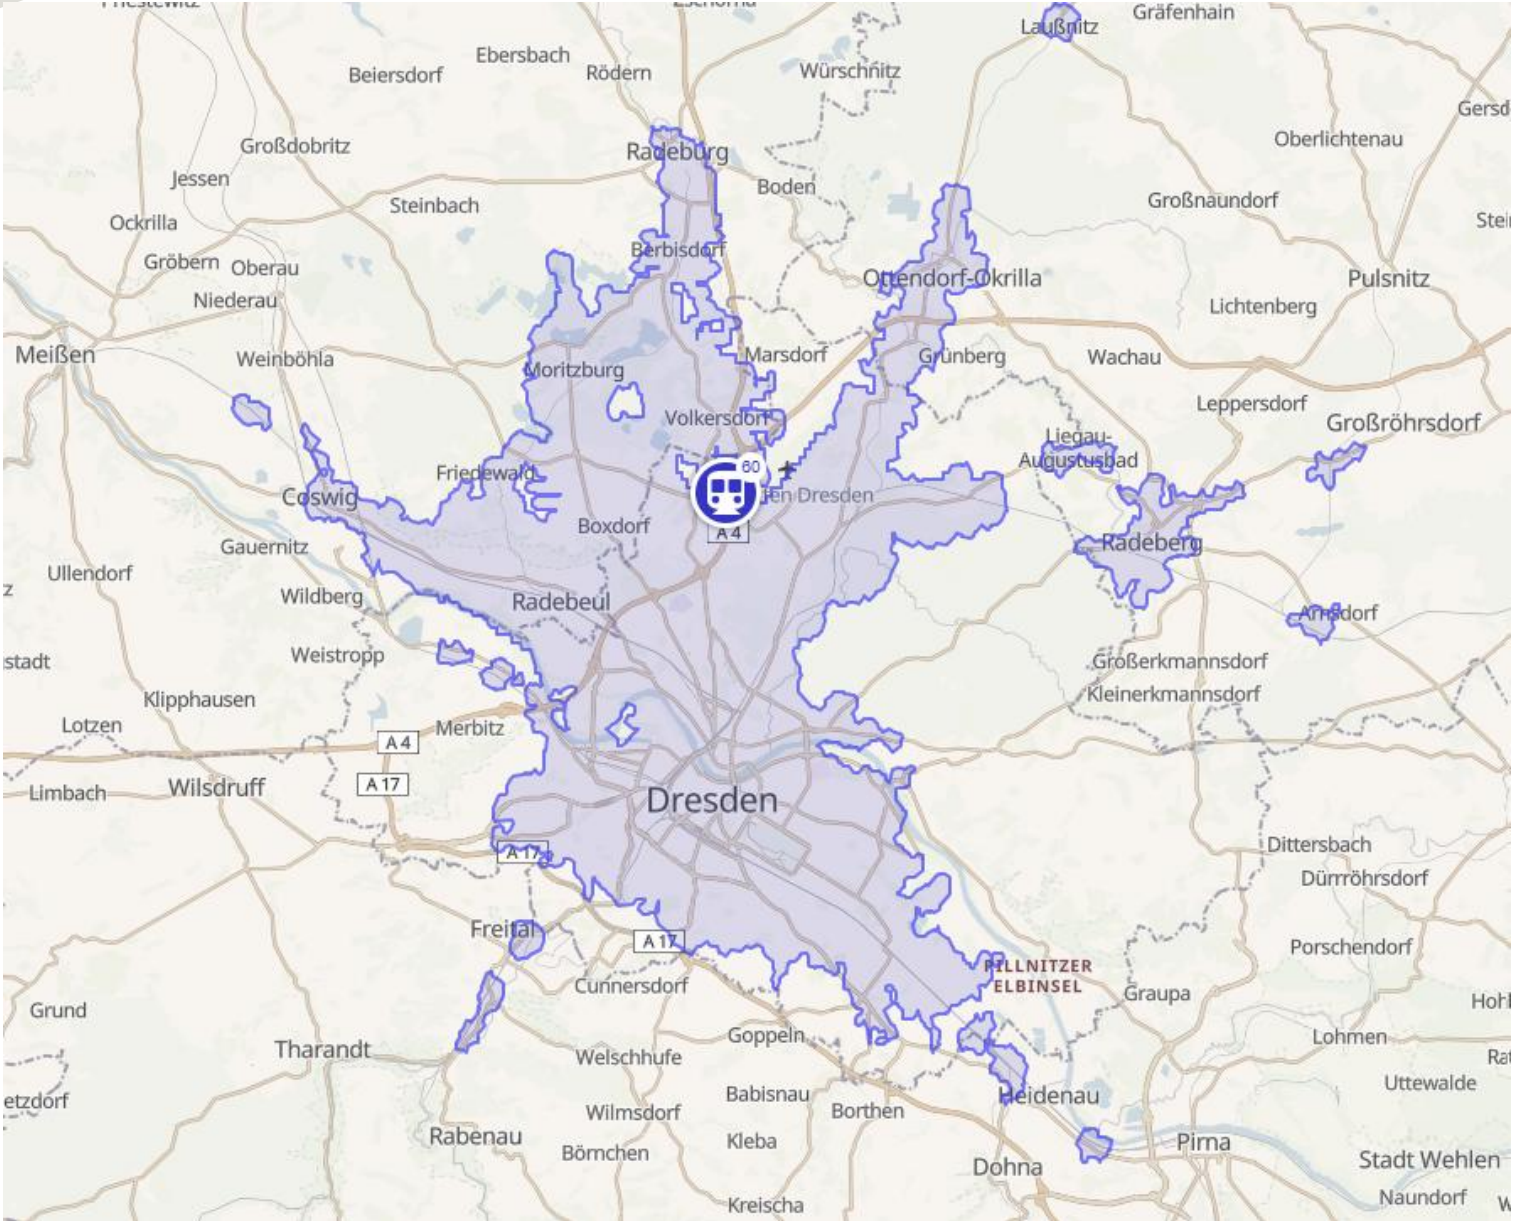 Laußnitz
Gräfenhain
Ebersbach
Beiersdorf
Rödern
Würschnitz
Großdobritz
Radeburg
Oberlichtenau
Jessen
Boden
Großnaundorf
Steinbach
Ockrilla
Berbisdorf
Gröbern
Oberau
Ottendorf-Okrilla
Pulsnitz
Niederau
Lichtenberg
Meißen
Weinböhla
Marsdorf
Grünberg
Wachau
Moritzburg
Leppersdorf
Volkersdorf
Großröhrsdorf
Liegau-
Augustusbad
Friedewald
60
Coswig
fen Dresden
Boxdorf
A 4
Gauernitz
Radeberg
Ullendorf
Wildberg
Radebeul
Arnsdorf
Weistropp
stadt
Großerkmannsdorf
Klipphausen
Kleinerkmannsdorf
Lotzen
Merbitz
A 4
Wilsdruff
A 17
Limbach
Dresden
Dittersbach
A 17
Dürrröhrsdorf
Freital
A 17
Porschendorf
PILLNITZER
ELBINSEL
Cunnersdorf
Graupa
Grund
Goppeln
Lohmen
Tharandt
Welschhufe
Uttewalde
Babisnau
Heidenau
etzdorf
Wilmsdorf
Borthen
Rabenau
Kleba
Pirna
Börnchen
Dohna
Stadt Wehlen
Kreischa
Naundorf